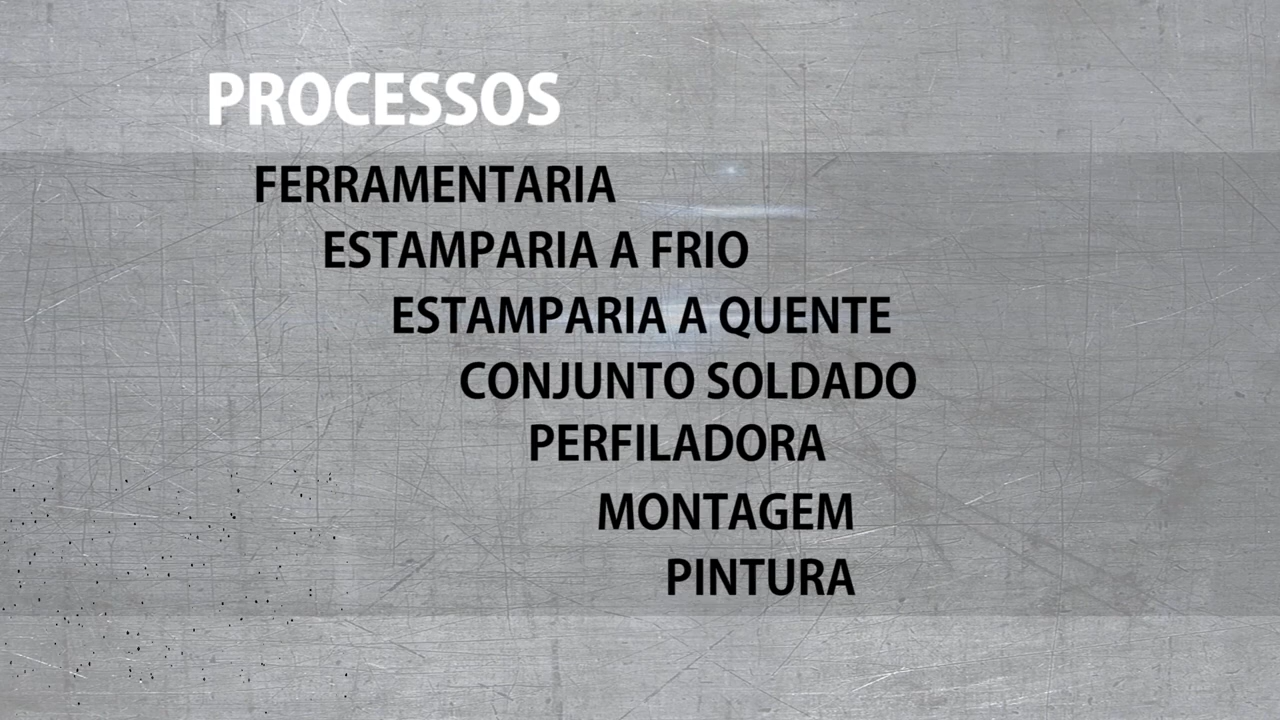 PROCESSOS
FERRAMENTARIA
ESTAMPARIA A FRIO
ESTAMPARIA A QUENTE
CONJUNTO SOLDADO
PERFILADORA
MONTAGEM
PINTURA